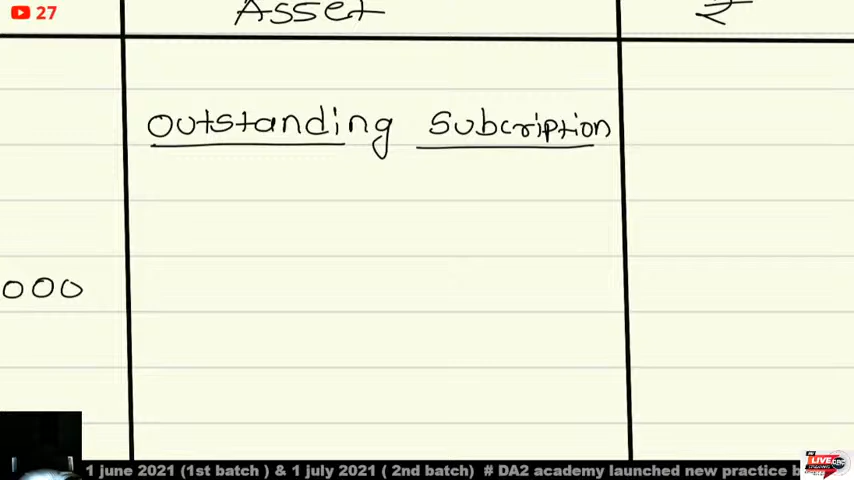 27
Asset ₹
Outstanding Subcription
000
1 june 2021 (1st batch ) & 1 july 2021 ( 2nd batch) # DA2 academy launched new practice b
LIVE